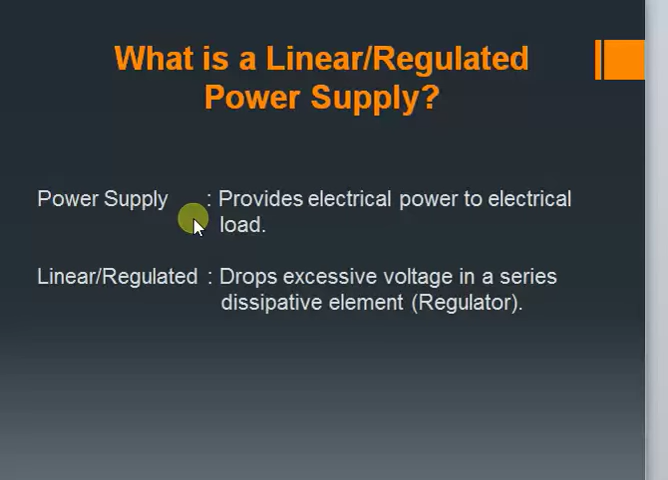 What is a Linear/Regulated
Power Supply?
Power Supply : Provides electrical power to electrical
load.
Linear/Regulated : Drops excessive voltage in a series
dissipative element (Regulator).